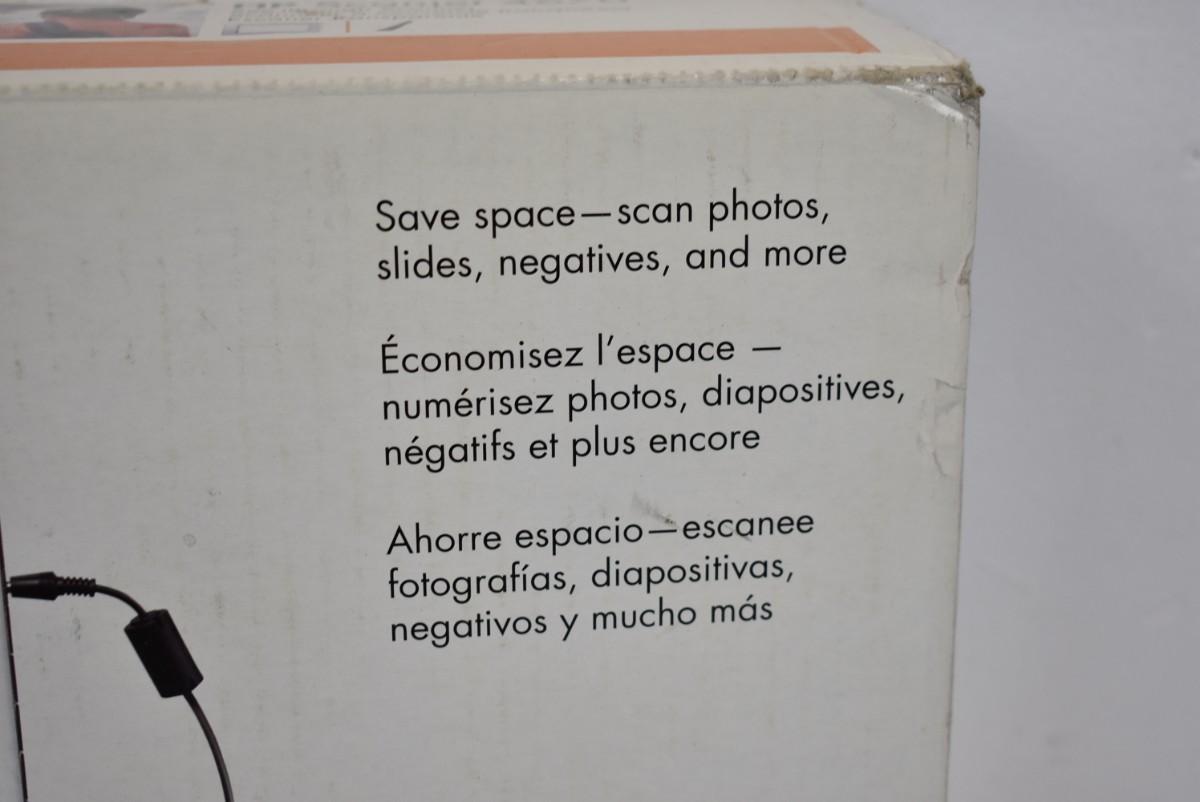 Save space—scan photos,
slides, negatives, and more
Économisez l'espace —
numérisez photos, diapositives,
négatifs et plus encore
Ahorre espacio—escanee
fotografías, diapositivas,
negativos y mucho más